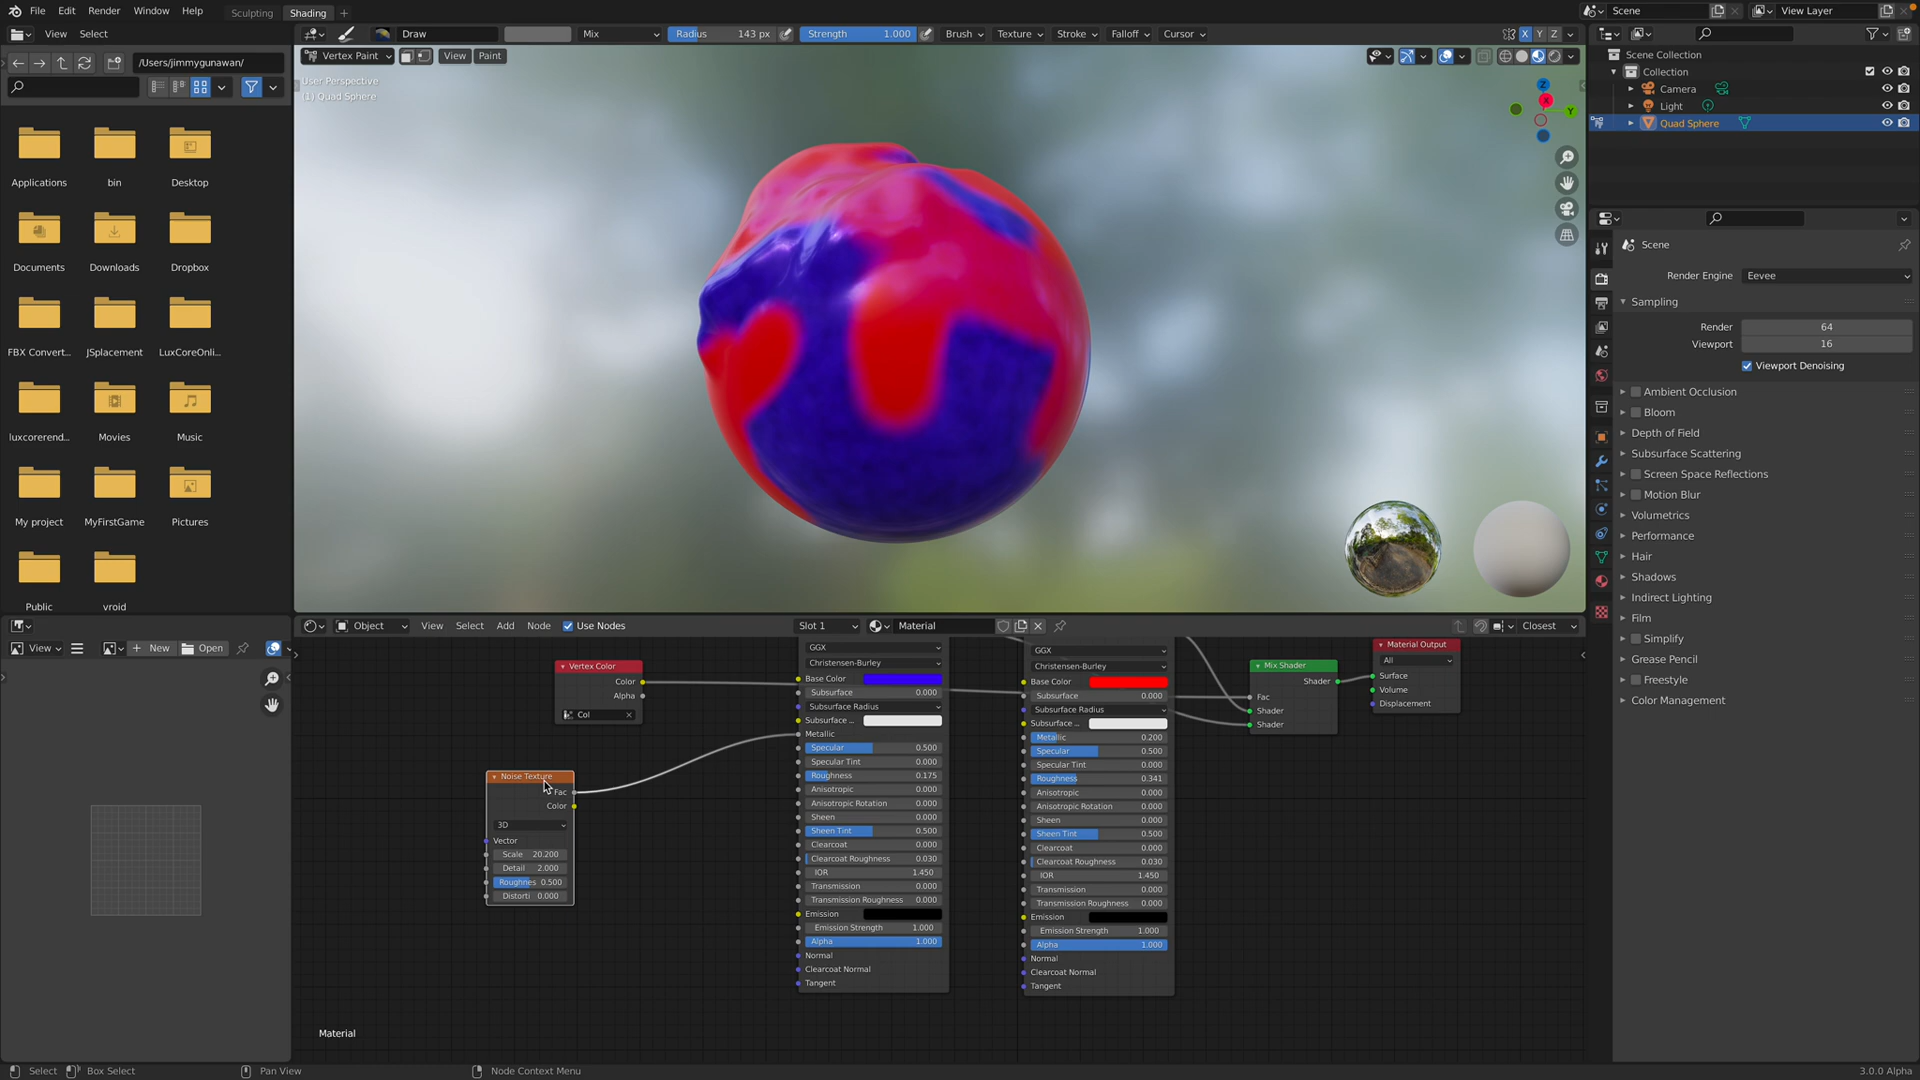 File Edit Render Window Help Sculpting Shading + Scene View Layer
View Select Draw Mix Radius 143 px Strength 1.000 Brush Texture Stroke Falloff Cursor X Y Z
/Users/jimmygunawan/ Vertex Paint View Paint
User Perspective
(1) Quad Sphere
Z
X
Y
Applications bin Desktop
Documents Downloads Dropbox
FBX Convert... JSplacement LuxCoreOnli...
luxcorerend... Movies Music
My project MyFirstGame Pictures
Public vroid
Scene Collection
Collection
Camera
Light
Quad Sphere
Scene
Render Engine Eevee
Sampling
Render 64
Viewport 16
Viewport Denoising
Ambient Occlusion
Bloom
Depth of Field
Subsurface Scattering
Screen Space Reflections
Motion Blur
Volumetrics
Performance
Hair
Shadows
Indirect Lighting
Film
Simplify
Grease Pencil
Freestyle
Color Management
View New Open
Object View Select Add Node Use Nodes Slot 1 Material Closest
Vertex Color
Color
Alpha
Col
Noise Texture
Fac
Color
3D
Vector
Scale 20.200
Detail 2.000
Roughnes 0.500
Distorti 0.000
GGX
Christensen-Burley
Base Color
Subsurface 0.000
Subsurface Radius
Subsurface ..
Metallic
Specular 0.500
Specular Tint 0.000
Roughness 0.175
Anisotropic 0.000
Anisotropic Rotation 0.000
Sheen 0.000
Sheen Tint 0.500
Clearcoat 0.000
Clearcoat Roughness 0.030
IOR 1.450
Transmission 0.000
Transmission Roughness 0.000
Emission
Emission Strength 1.000
Alpha 1.000
Normal
Clearcoat Normal
Tangent
GGX
Christensen-Burley
Base Color
Subsurface 0.000
Subsurface Radius
Subsurface ..
Metallic 0.200
Specular 0.500
Specular Tint 0.000
Roughness 0.341
Anisotropic 0.000
Anisotropic Rotation 0.000
Sheen 0.000
Sheen Tint 0.500
Clearcoat 0.000
Clearcoat Roughness 0.030
IOR 1.450
Transmission 0.000
Transmission Roughness 0.000
Emission
Emission Strength 1.000
Alpha 1.000
Normal
Clearcoat Normal
Tangent
Mix Shader
Shader
Fac
Shader
Shader
Material Output
All
Surface
Volume
Displacement
Material
Select Box Select Pan View Node Context Menu 3.0.0 Alpha